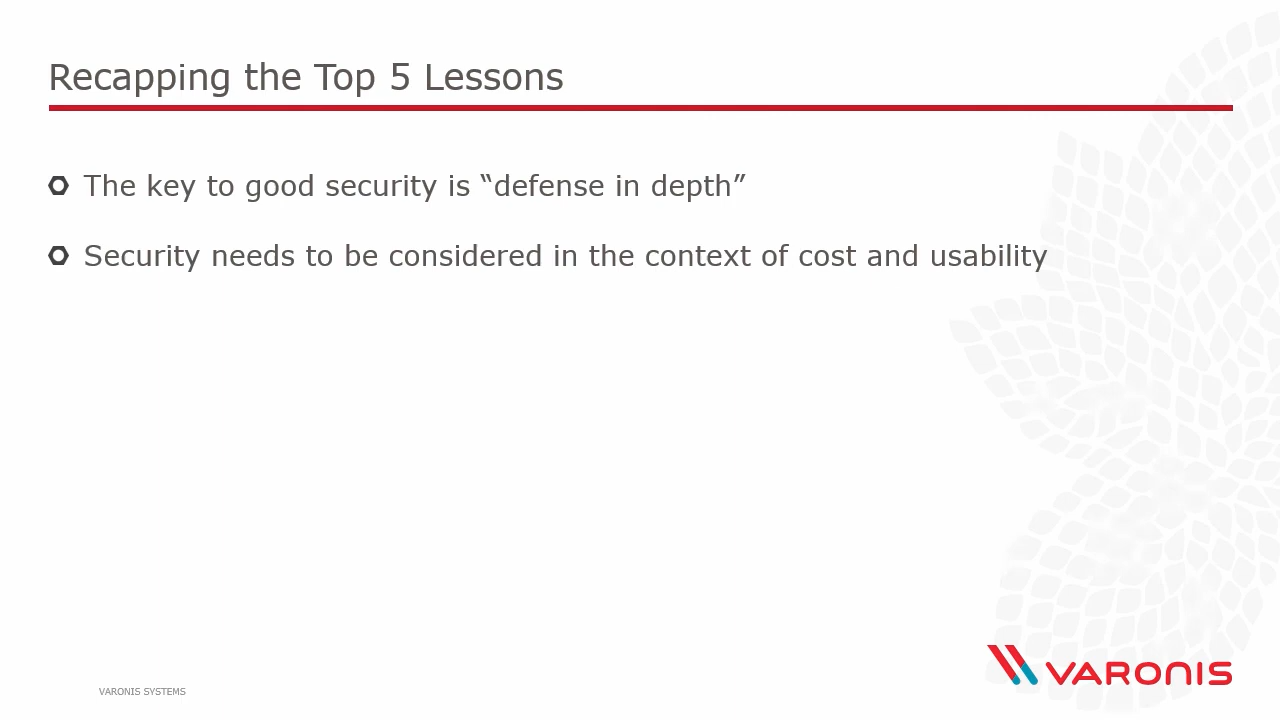 Recapping the Top 5 Lessons
The key to good security is “defense in depth”
Security needs to be considered in the context of cost and usability
VARONIS SYSTEMS
VARONIS